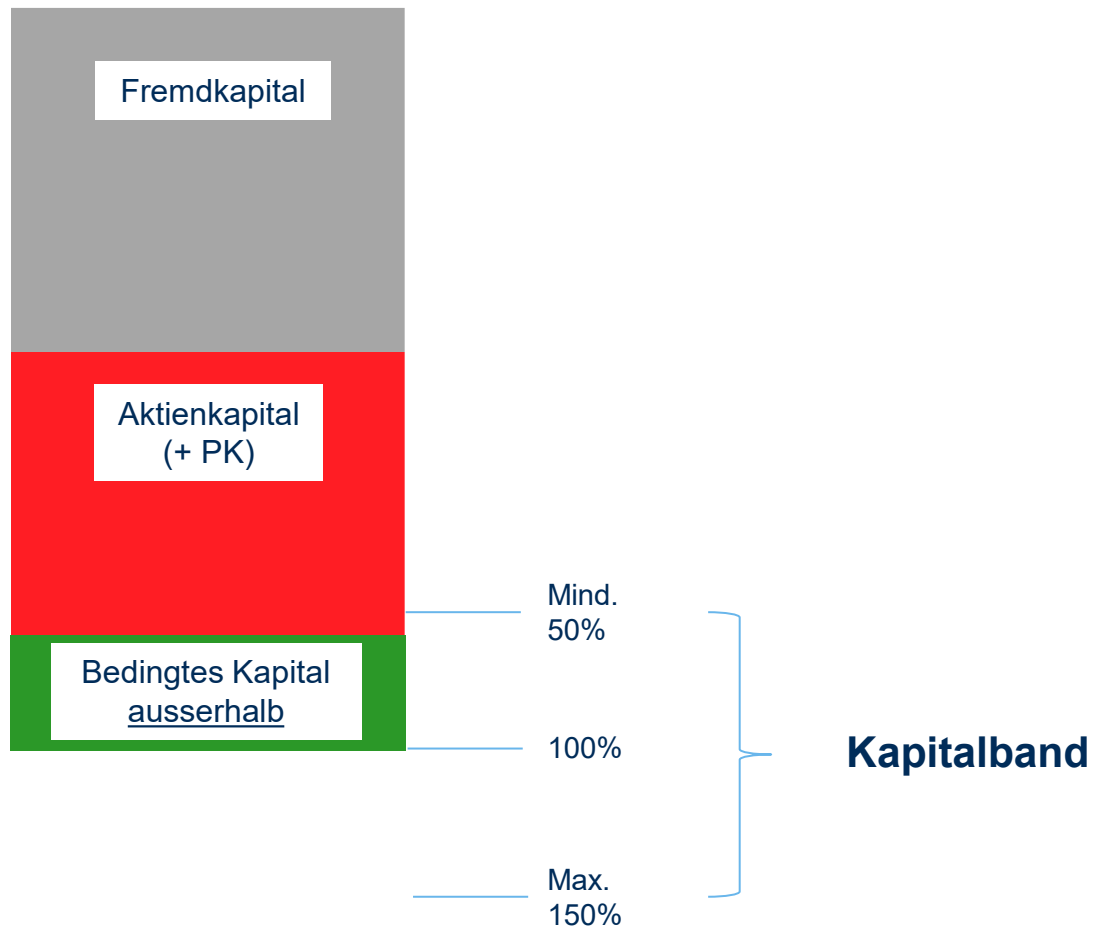 Fremdkapital
Aktienkapital
(+ PK)
Mind.
50%
Bedingtes Kapital
ausserhalb
100%
Kapitalband
Max.
150%